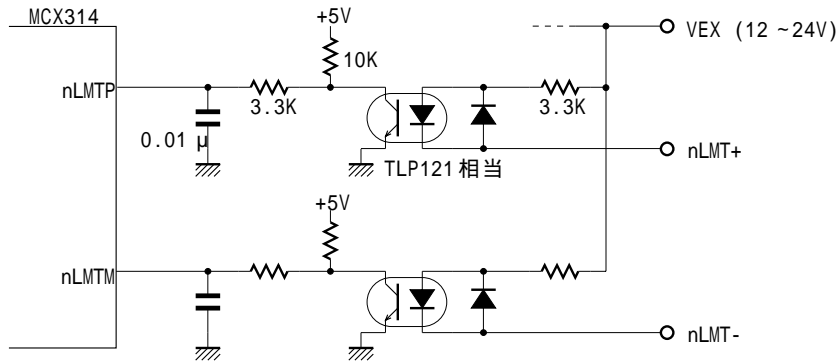 MCX314
+5V
VEX (12 ~24V)
10K
nLMTP
3.3K
3.3K
0.01 μ
nLMT+
TLP121 相当
+5V
nLMTM
nLMT-